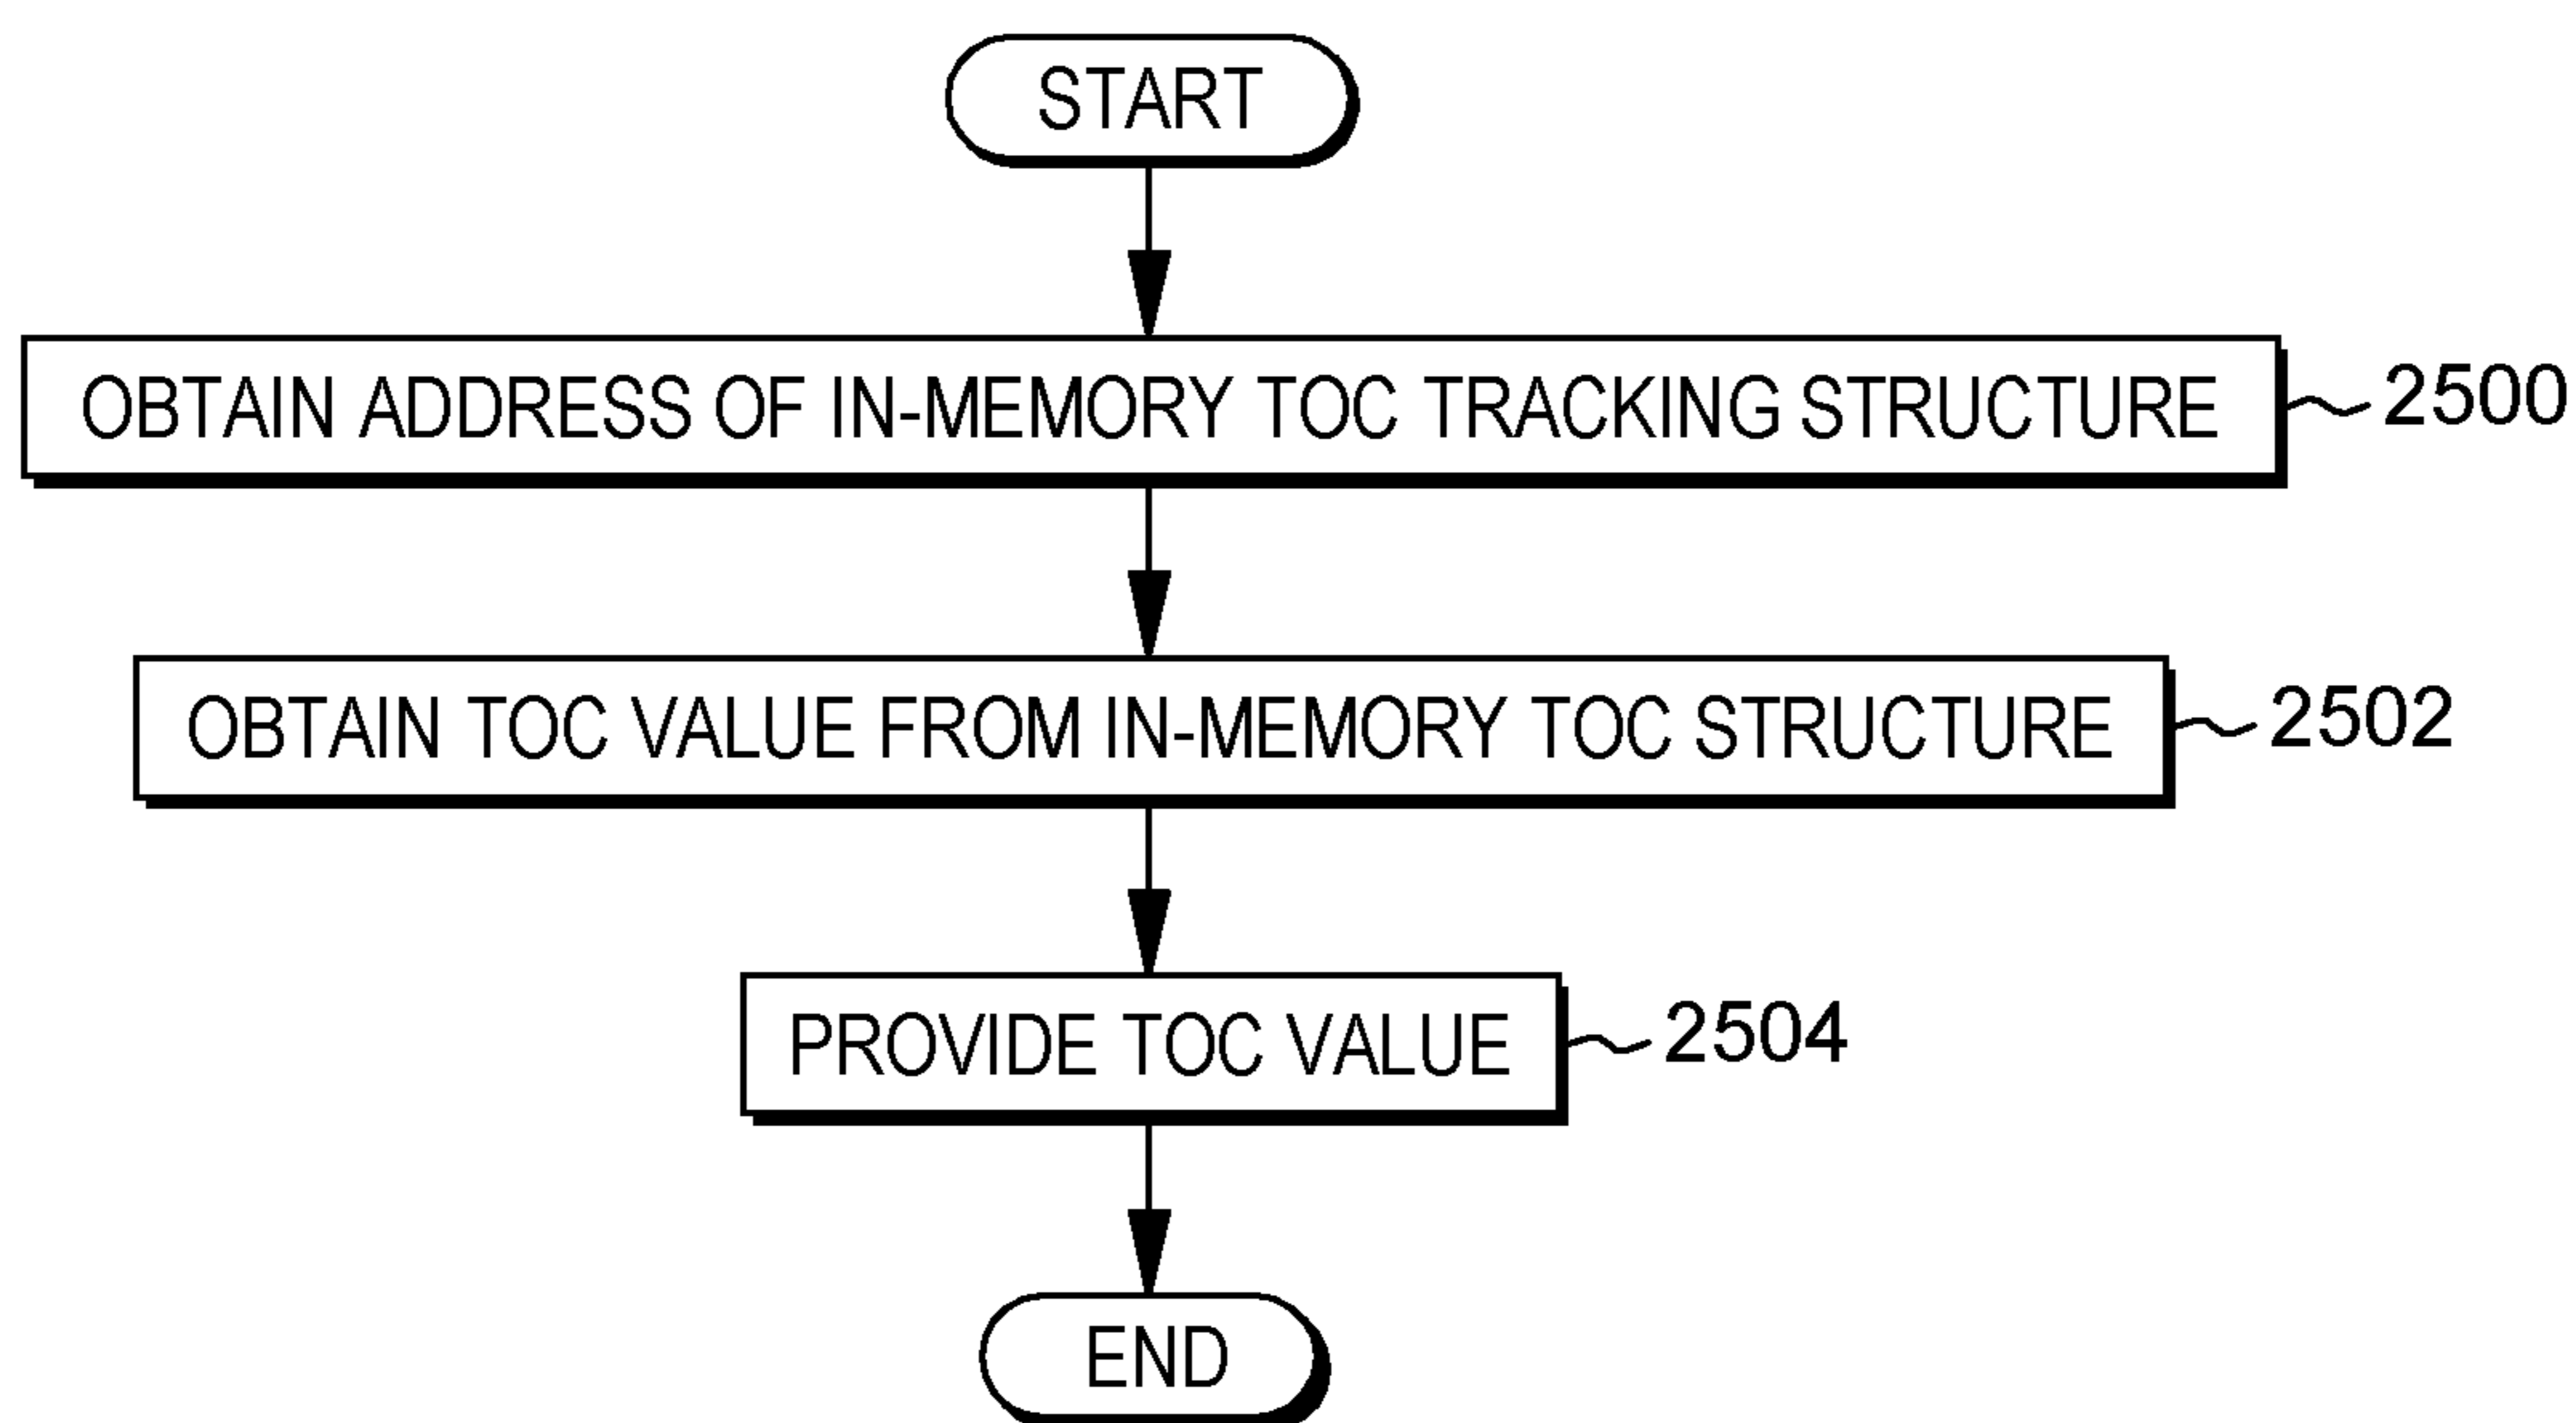 START
OBTAIN ADDRESS OF IN-MEMORY TOC TRACKING STRUCTURE 2500
OBTAIN TOC VALUE FROM IN-MEMORY TOC STRUCTURE 2502
PROVIDE TOC VALUE 2504
END